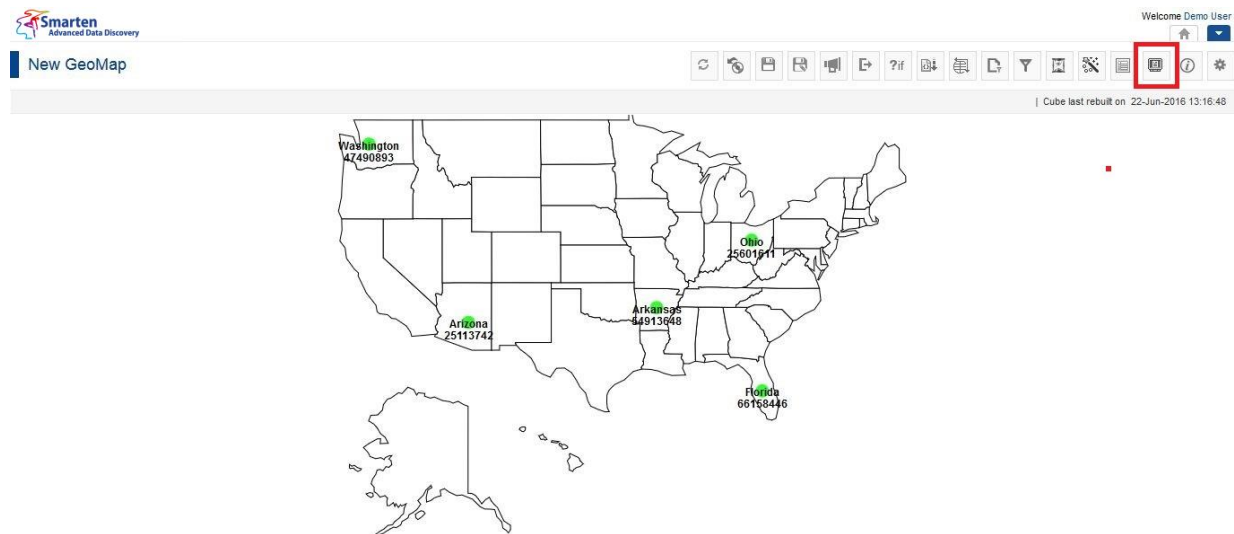 Smarten
Advanced Data Discovery
Welcome Demo User
New GeoMap
?if
| Cube last rebuilt on 22-Jun-2016 13:16:48
Washington
47490893
Ohio
25601611
Arkansas
54913648
Arizona
25113742
Florida
66158446